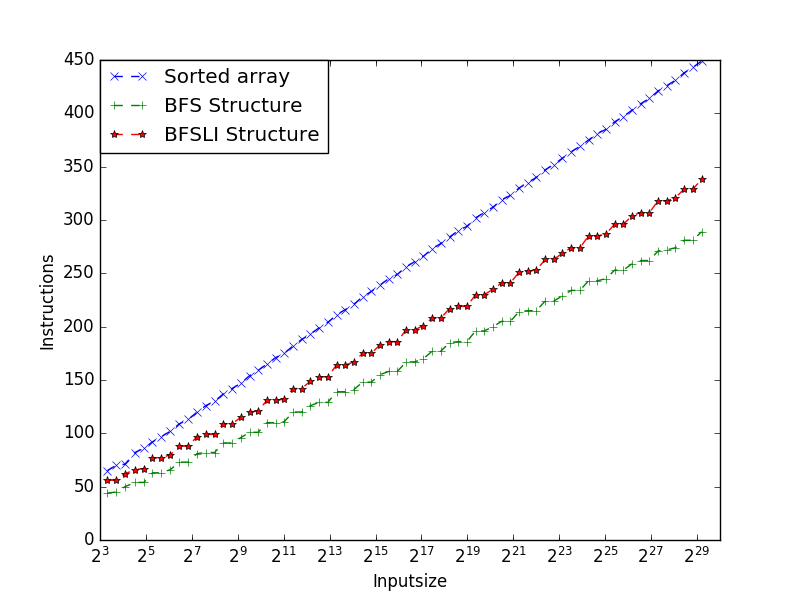 450
400
350
300
250
200
150
100
50
0
Instructions
Sorted array
BFS Structure
BFSLI Structure
2^3 2^5 2^7 2^9 2^11 2^13 2^15 2^17 2^19 2^21 2^23 2^25 2^27 2^29
Inputsize